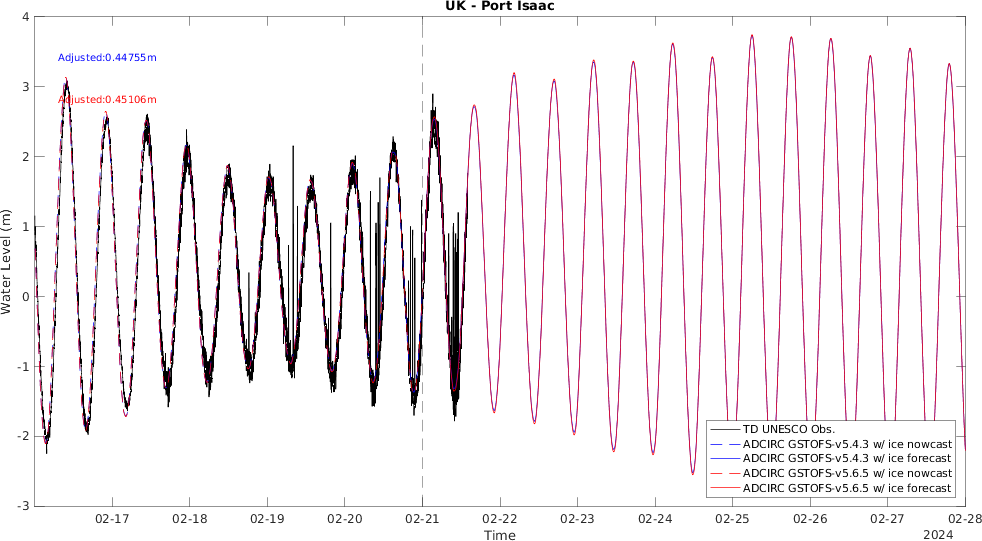 UK - Port Isaac
4
3
2
1
0
-1
-2
-3
Water Level (m)
Adjusted:0.44755m
Adjusted:0.45106m
TD UNESCO Obs.
ADCIRC GSTOFS-v5.4.3 w/ ice nowcast
ADCIRC GSTOFS-v5.4.3 w/ ice forecast
ADCIRC GSTOFS-v5.6.5 w/ ice nowcast
ADCIRC GSTOFS-v5.6.5 w/ ice forecast
02-17 02-18 02-19 02-20 02-21 02-22 02-23 02-24 02-25 02-26 02-27 02-28
Time
2024